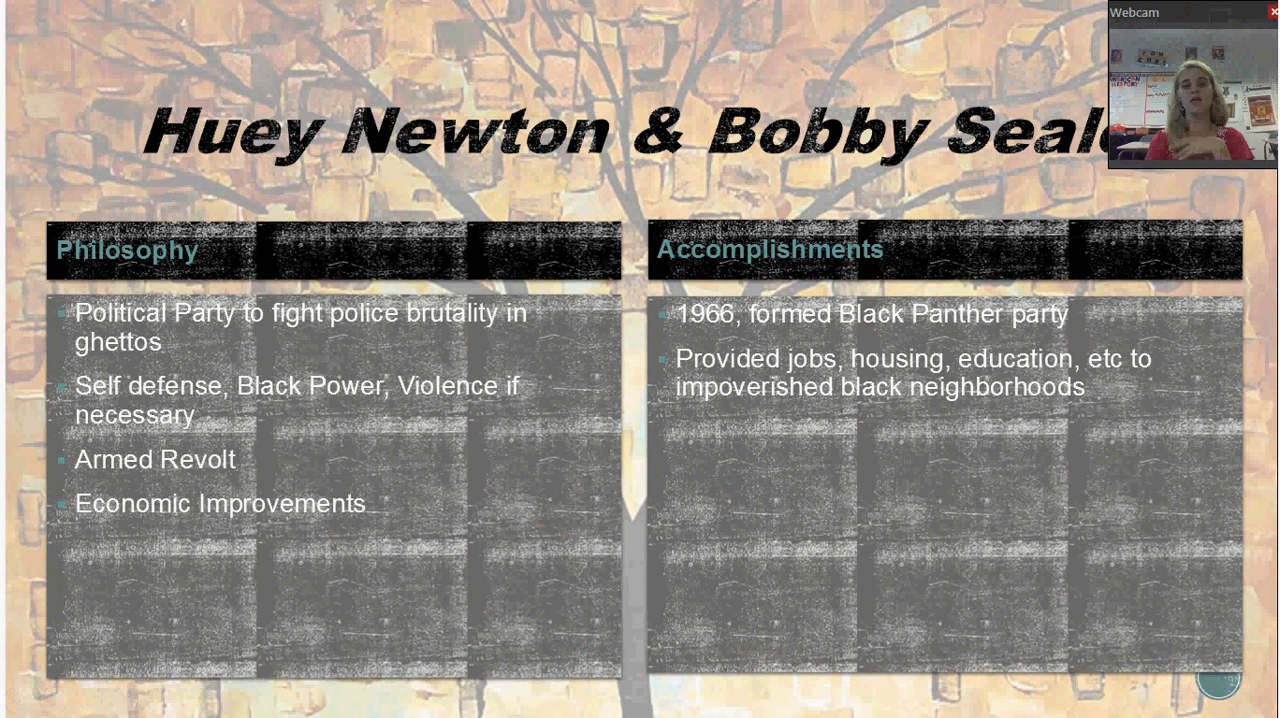 Webcam
Huey Newton & Bobby Seale
Philosophy
Political Party to fight police brutality in
ghettos
Self defense, Black Power, Violence if
necessary
Armed Revolt
Economic Improvements
Accomplishments
1966, formed Black Panther party
Provided jobs, housing, education, etc to
impoverished black neighborhoods